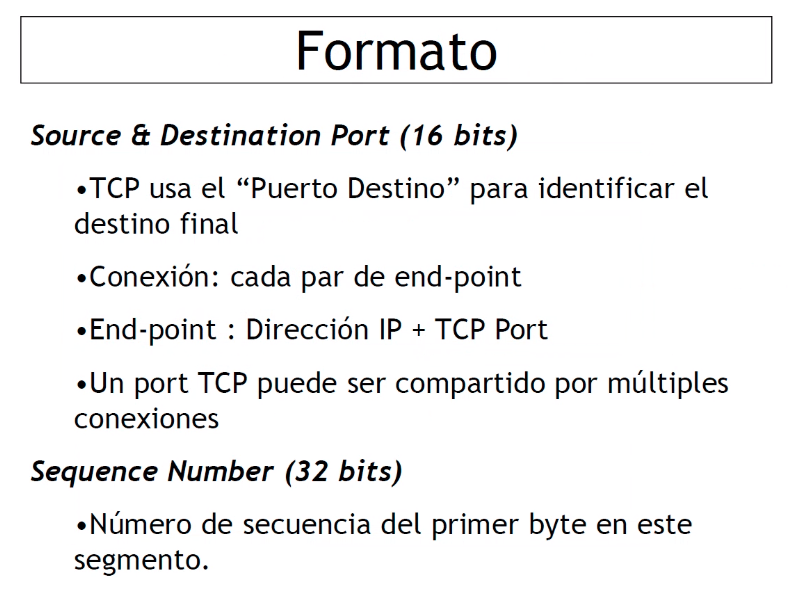 Formato
Source & Destination Port (16 bits)
•TCP usa el “Puerto Destino” para identificar el
destino final
•Conexión: cada par de end-point
•End-point : Dirección IP + TCP Port
•Un port TCP puede ser compartido por múltiples
conexiones
Sequence Number (32 bits)
•Número de secuencia del primer byte en este
segmento.